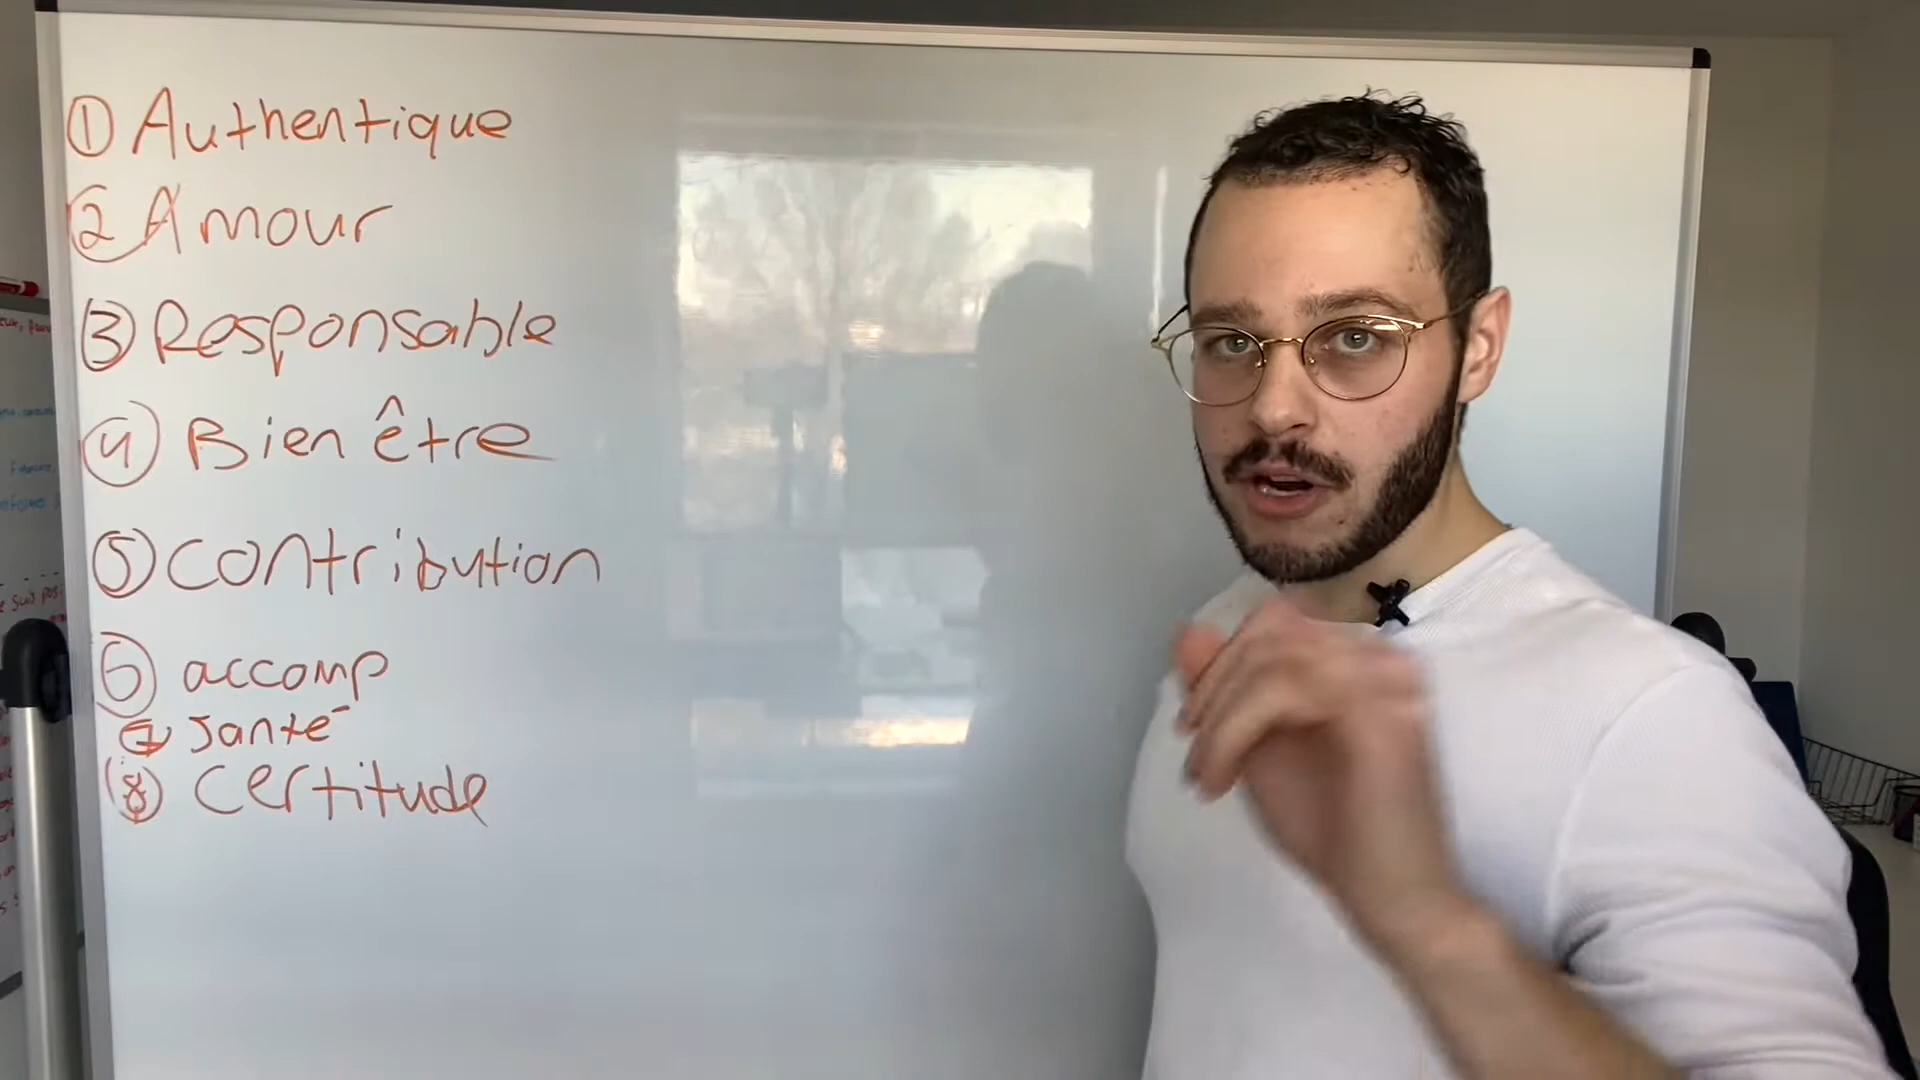 ① Authentique
② Amour
③ Responsable
④ Bien être
⑤ contribution
⑥ accomp
⑦ santé
⑧ certitude